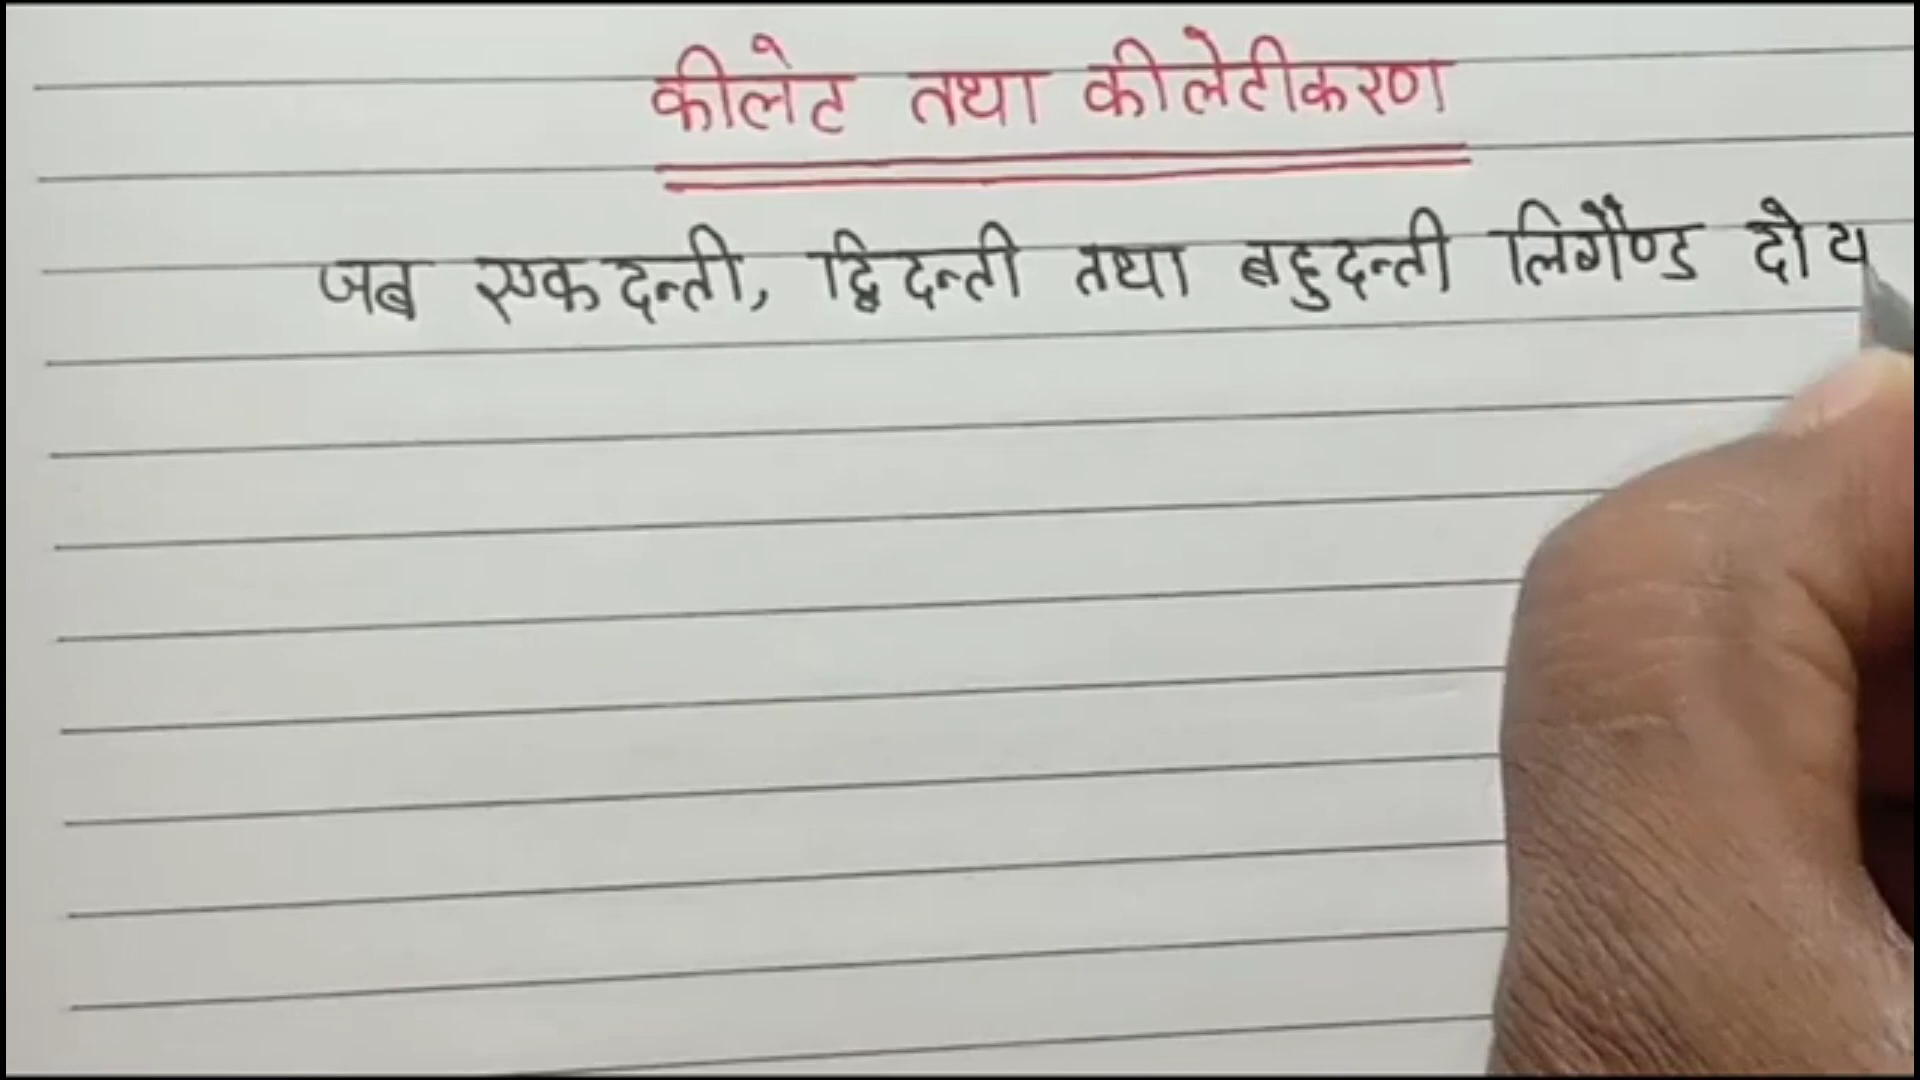 कीलेट तथा कीलेटीकरण
जब एकदन्ती, द्विदन्ती तथा बहुदन्ती लिगैण्ड दो य